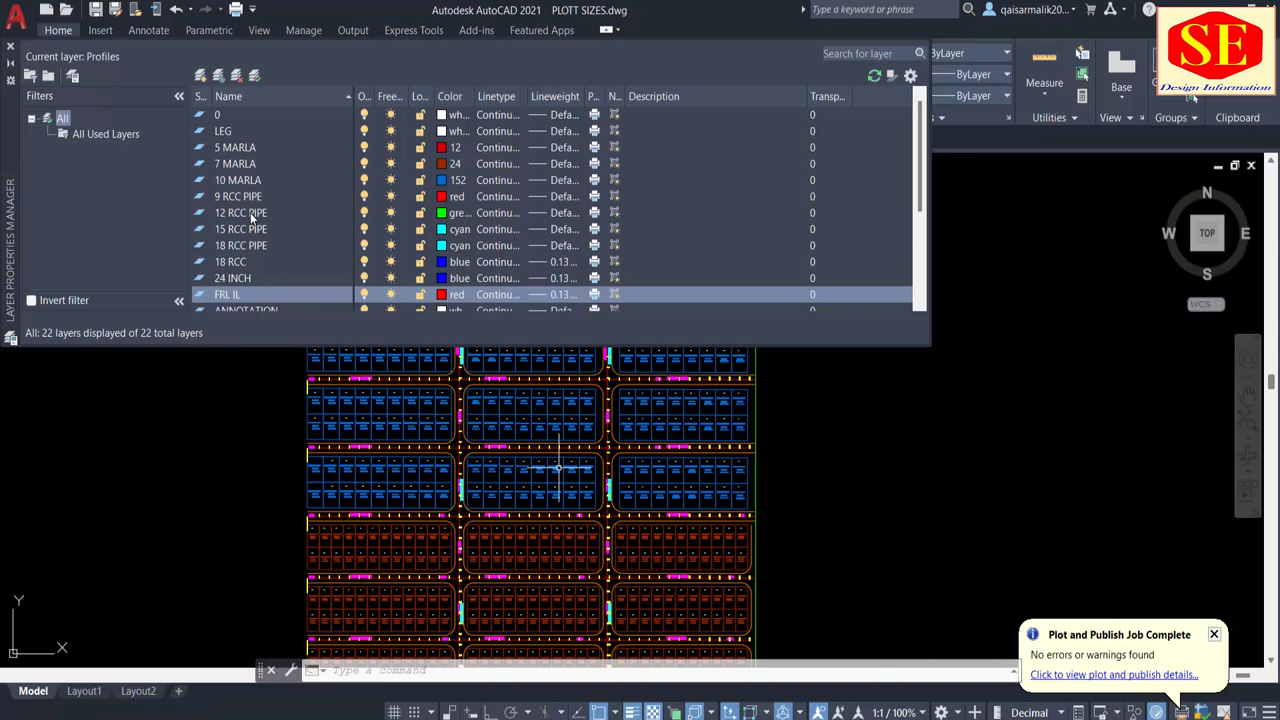 Autodesk AutoCAD 2021 PLOTT SIZES.dwg
Type a keyword or phrase
qaisarmalik20...
SE
Design Information
Home Insert Annotate Parametric View Manage Output Express Tools Add-ins Featured Apps
Current layer: Profiles
Search for layer
ByLayer
ByLayer
ByLayer
Measure
Base
Utilities View Groups Clipboard
Filters
S... Name O.. Free... Lo... Color Linetype Lineweight P... N... Description Transp...
All
All Used Layers
0 wh... Continu... Defa... 0
LEG wh... Continu... Defa... 0
5 MARLA 12 Continu... Defa... 0
7 MARLA 24 Continu... Defa... 0
10 MARLA 152 Continu... Defa... 0
9 RCC PIPE red Continu... Defa... 0
12 RCC PIPE gre... Continu... Defa... 0
15 RCC PIPE cyan Continu... Defa... 0
18 RCC PIPE cyan Continu... Defa... 0
18 RCC blue Continu... 0.13 ... 0
24 INCH blue Continu... 0.13 ... 0
FRL IL red Continu... 0.13 ... 0
ANNOTATION
Invert filter
All: 22 layers displayed of 22 total layers
LAYER PROPERTIES MANAGER
N
W TOP E
S
WCS
Y
X
Type a command
Plot and Publish Job Complete
No errors or warnings found
Click to view plot and publish details...
Model Layout1 Layout2 +
1:1 / 100%
Decimal